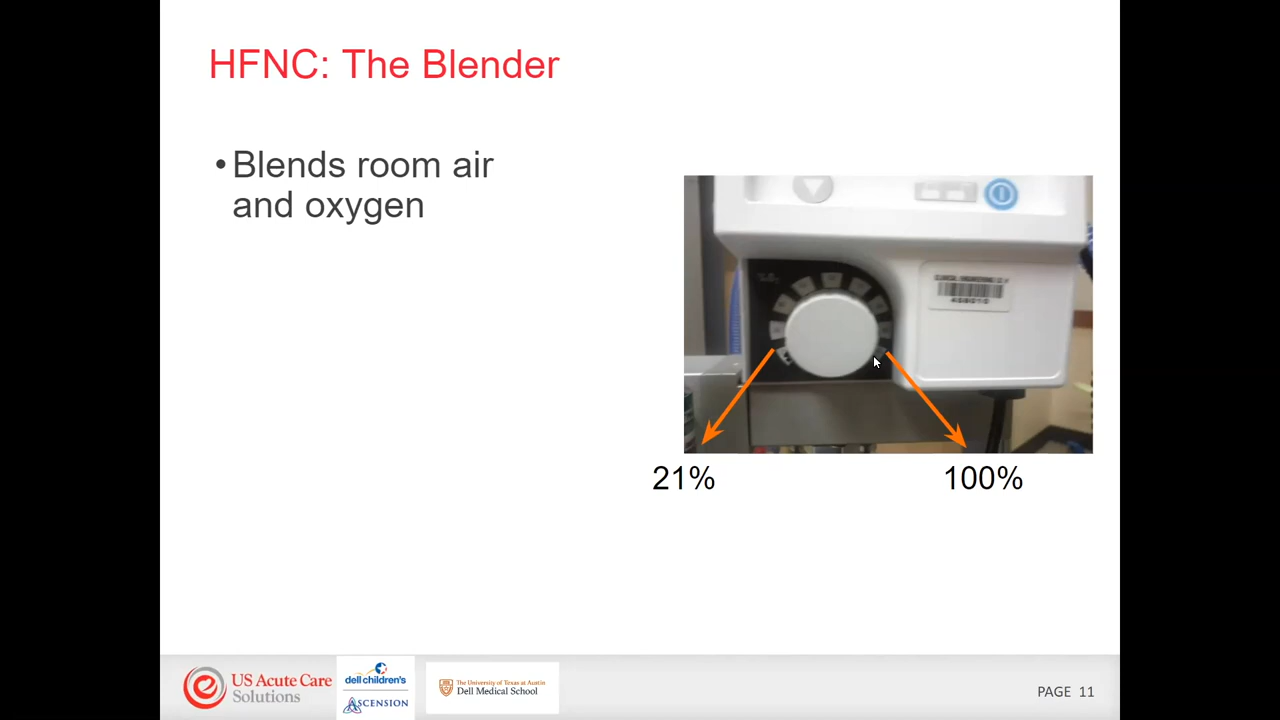 HFNC: The Blender
•Blends room air
and oxygen
21%
100%
US Acute Care
Solutions
dell children's
ASCENSION
The University of Texas at Austin
Dell Medical School
PAGE 11